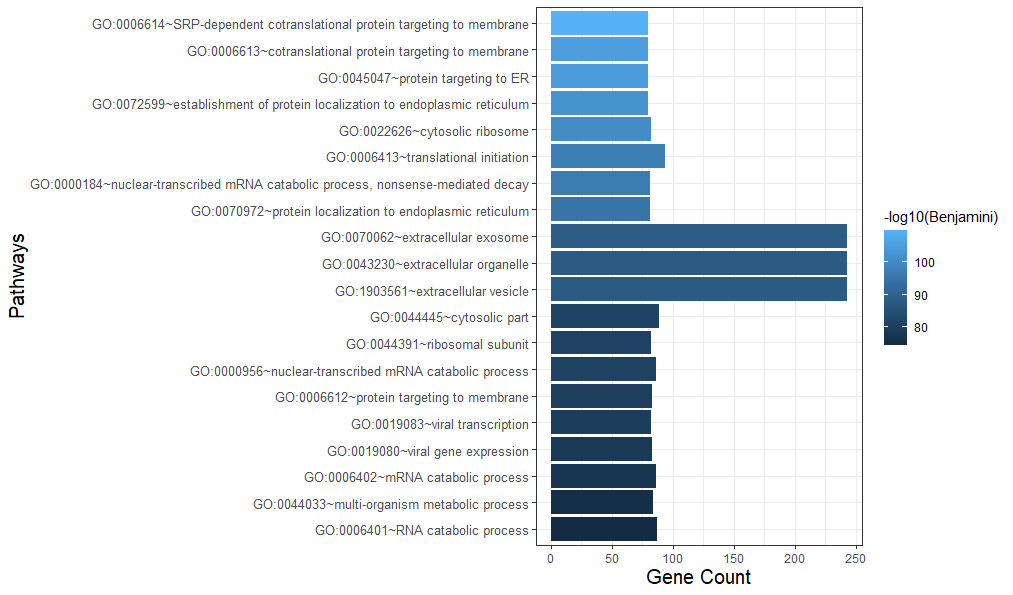 GO:0006614~SRP-dependent cotranslational protein targeting to membrane
GO:0006613~cotranslational protein targeting to membrane
GO:0045047~protein targeting to ER
GO:0072599~establishment of protein localization to endoplasmic reticulum
GO:0022626~cytosolic ribosome
GO:0006413~translational initiation
GO:0000184~nuclear-transcribed mRNA catabolic process, nonsense-mediated decay
GO:0070972~protein localization to endoplasmic reticulum
GO:0070062~extracellular exosome
GO:0043230~extracellular organelle
GO:1903561~extracellular vesicle
GO:0044445~cytosolic part
GO:0044391~ribosomal subunit
GO:0000956~nuclear-transcribed mRNA catabolic process
GO:0006612~protein targeting to membrane
GO:0019083~viral transcription
GO:0019080~viral gene expression
GO:0006402~mRNA catabolic process
GO:0044033~multi-organism metabolic process
GO:0006401~RNA catabolic process
Pathways
0 50 100 150 200 250
Gene Count
-log10(Benjamini)
100
90
80